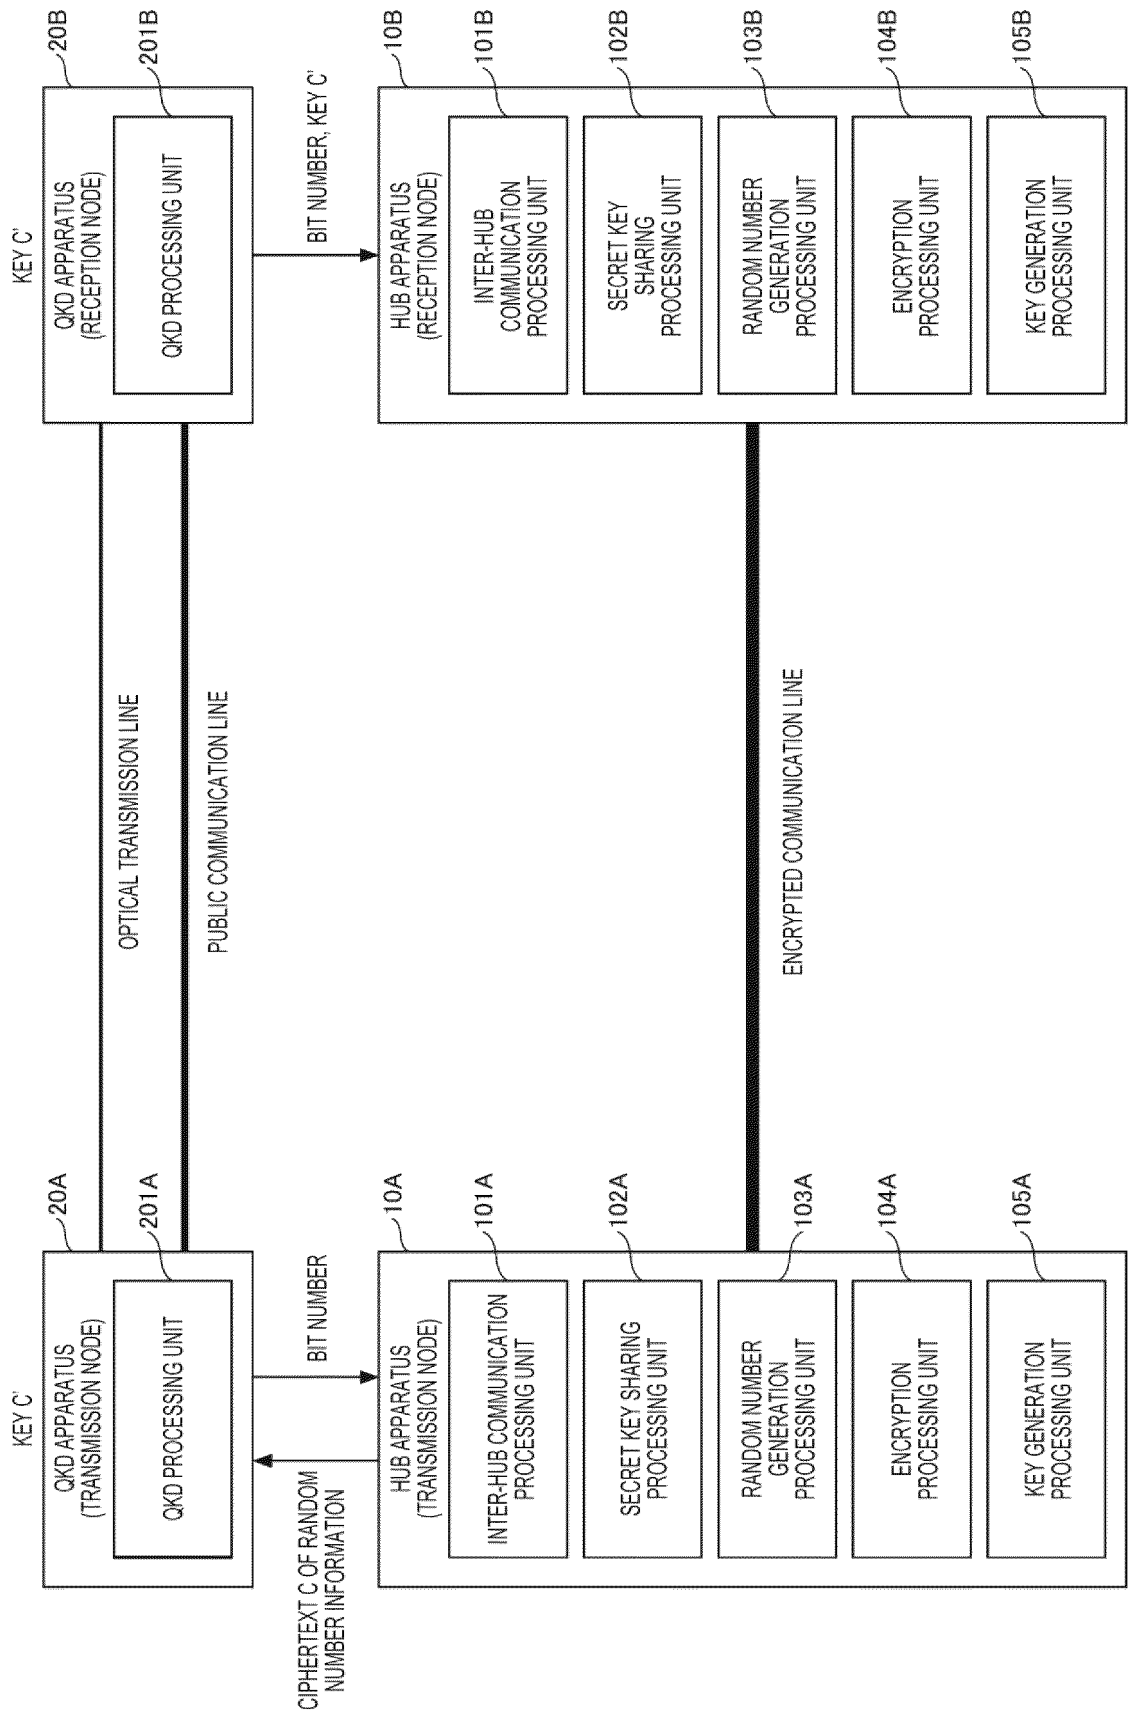 KEY C'
QKD APPARATUS
(TRANSMISSION NODE)
20A
QKD PROCESSING UNIT
201A
OPTICAL TRANSMISSION LINE
PUBLIC COMMUNICATION LINE
KEY C'
QKD APPARATUS
(RECEPTION NODE)
20B
QKD PROCESSING UNIT
201B
CIPHERTEXT C OF RANDOM
NUMBER INFORMATION
BIT NUMBER
BIT NUMBER, KEY C'
HUB APPARATUS
(TRANSMISSION NODE)
10A
INTER-HUB COMMUNICATION
PROCESSING UNIT
101A
SECRET KEY SHARING
PROCESSING UNIT
102A
RANDOM NUMBER
GENERATION
PROCESSING UNIT
103A
ENCRYPTION
PROCESSING UNIT
104A
KEY GENERATION
PROCESSING UNIT
105A
ENCRYPTED COMMUNICATION LINE
HUB APPARATUS
(RECEPTION NODE)
10B
INTER-HUB
COMMUNICATION
PROCESSING UNIT
101B
SECRET KEY
SHARING
PROCESSING UNIT
102B
RANDOM NUMBER
GENERATION
PROCESSING UNIT
103B
ENCRYPTION
PROCESSING UNIT
104B
KEY GENERATION
PROCESSING UNIT
105B